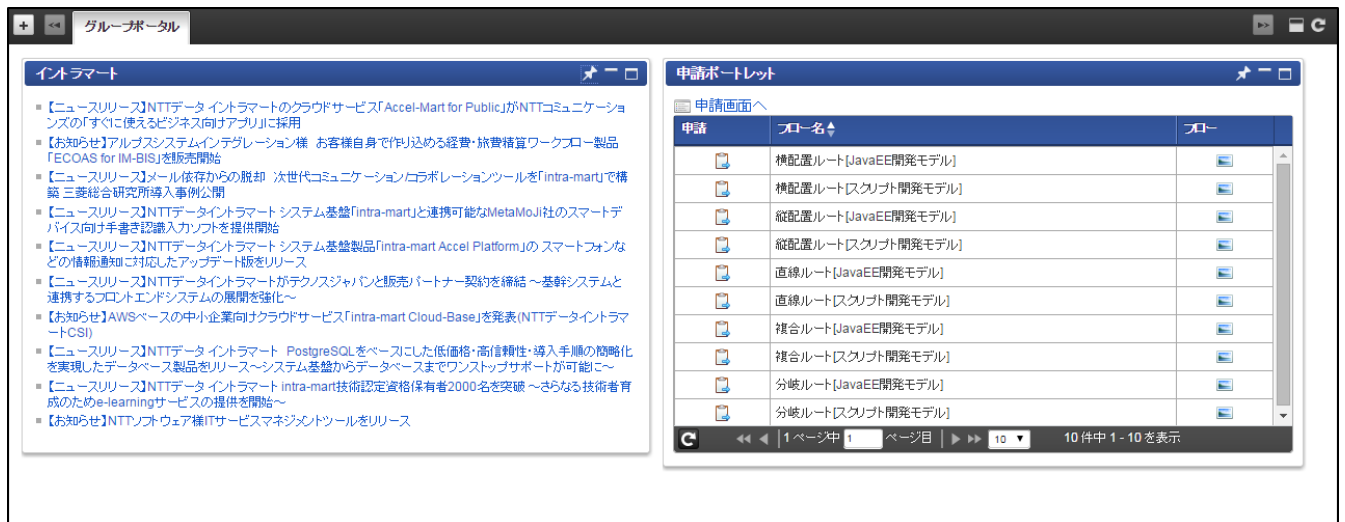 グループポータル
イントラマート
【ニュースリリース】NTTデータ イントラマートのクラウドサービス「Accel-Mart for Public」がNTTコミュニケーショ
ンズの「すぐに使えるビジネス向けアプリ」に採用
【お知らせ】アルプスシステムインテグレーション様 お客様自身で作り込める経費・旅費精算ワークフロー製品
「ECOAS for IM-BIS」を販売開始
【ニュースリリース】メール依存からの脱却 次世代コミュニケーション/コラボレーションツールを「intra-mart」で構
築 三菱総合研究所導入事例公開
【ニュースリリース】NTTデータイントラマート システム基盤「intra-mart」と連携可能なMetaMoJi社のスマートデ
バイス向け手書き認識入力ソフトを提供開始
【ニュースリリース】NTTデータイントラマート システム基盤製品「intra-mart Accel Platform」の スマートフォンな
どの情報通知に対応したアップデート版をリリース
【ニュースリリース】NTTデータイントラマートがテクノスジャパンと販売パートナー契約を締結 ～基幹システムと
連携するフロントエンドシステムの展開を強化～
【お知らせ】AWSベースの中小企業向けクラウドサービス「intra-mart Cloud-Base」を発表(NTTデータイントラマ
ートCSI)
【ニュースリリース】NTTデータ イントラマート PostgreSQLをベースにした低価格・高信頼性・導入手順の簡略化
を実現したデータベース製品をリリース～システム基盤からデータベースまでワンストップサポートが可能に～
【ニュースリリース】NTTデータ イントラマート intra-mart技術認定資格保有者2000名を突破 ～さらなる技術者育
成のためe-learningサービスの提供を開始～
【お知らせ】NTTソフトウェア様ITサービスマネジメントツールをリリース
申請ポートレット
申請画面へ
申請 フロー名 フロー
横配置ルート[JavaEE開発モデル]
横配置ルート[スクリプト開発モデル]
縦配置ルート[JavaEE開発モデル]
縦配置ルート[スクリプト開発モデル]
直線ルート[JavaEE開発モデル]
直線ルート[スクリプト開発モデル]
複合ルート[JavaEE開発モデル]
複合ルート[スクリプト開発モデル]
分岐ルート[JavaEE開発モデル]
分岐ルート[スクリプト開発モデル]
1 ページ中 1 ページ目 10 10 件中 1 - 10 を表示